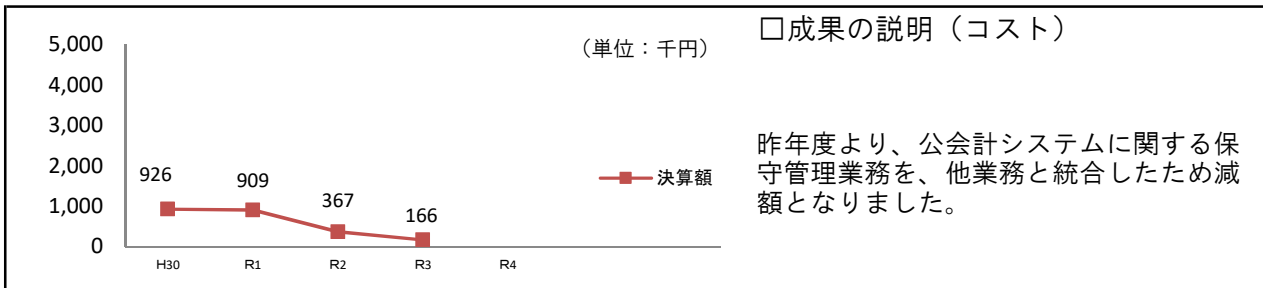 5,000
4,000
3,000
2,000
1,000
0
（単位：千円）
926
909
367
166
決算額
H30
R1
R2
R3
R4
□成果の説明（コスト）
昨年度より、公会計システムに関する保
守管理業務を、他業務と統合したため減
額となりました。